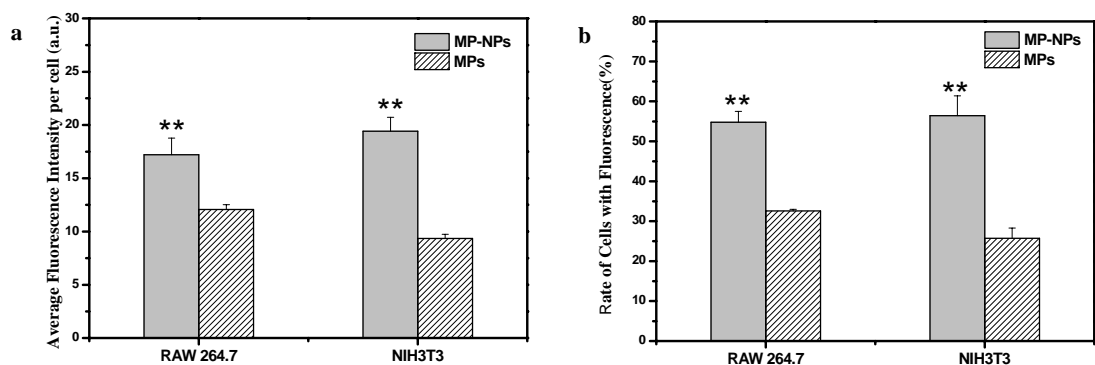 a
Average Fluorescence Intensity per cell (a.u.)
30
25
20
15
10
5
0
MP-NPs
MPs
**
**
RAW 264.7
NIH3T3
b
Rate of Cells with Fluorescence(%)
80
70
60
50
40
30
20
10
0
MP-NPs
MPs
**
**
RAW 264.7
NIH3T3